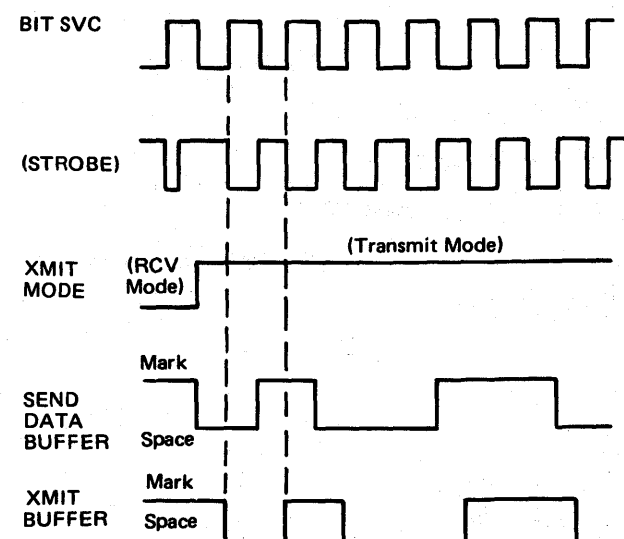 BIT SVC
(STROBE)
(Transmit Mode)
XMIT
MODE
(RCV
Mode)
Mark
SEND
DATA
BUFFER
Space
Mark
XMIT
BUFFER
Space